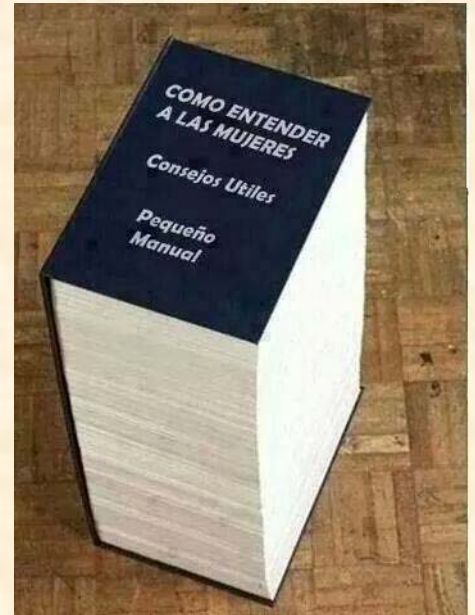 COMO ENTENDER
A LAS MUJERES
Consejos Utiles
Pequeño
Manual